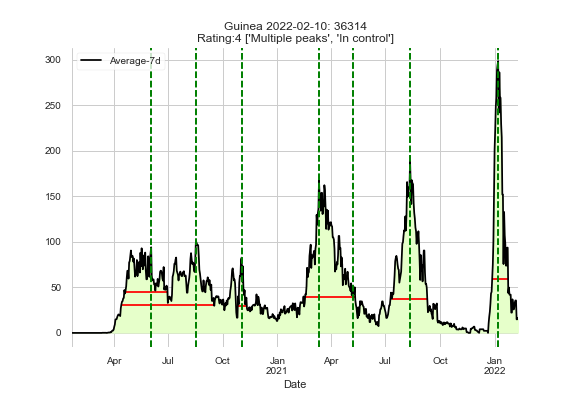 Guinea 2022-02-10: 36314
Rating:4 ['Multiple peaks', 'In control']
Average-7d
300
250
200
150
100
50
0
Apr Jul Oct Jan Apr Jul Oct Jan
2021 2022
Date